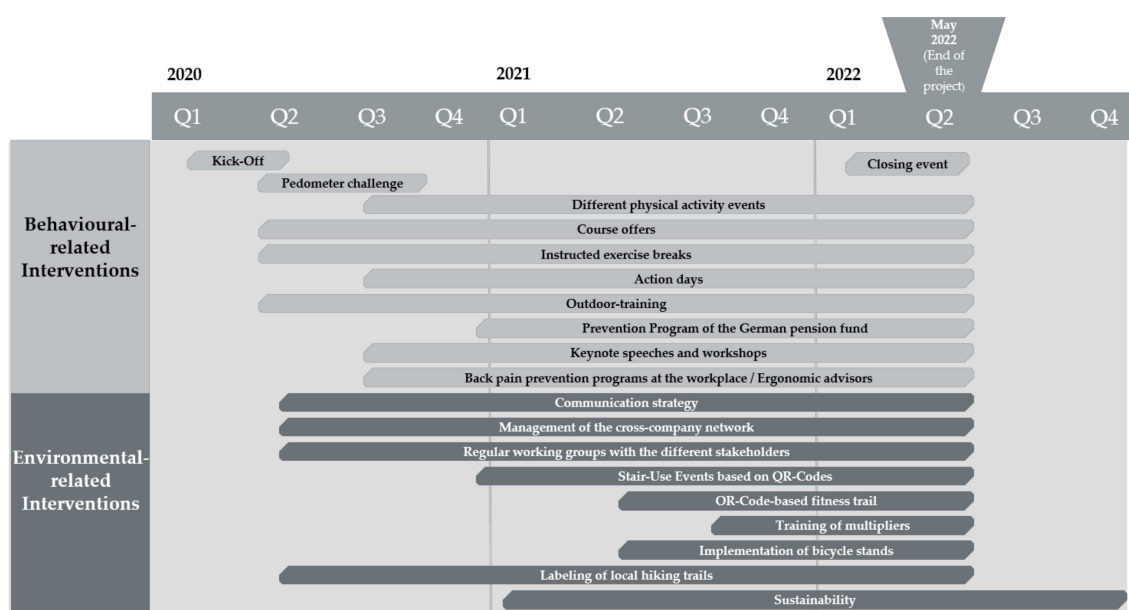 May
2022
(End of
the
project)
2020
2021
2022
Q1
Q2
Q3
Q4
Q1
Q2
Q3
Q4
Q1
Q2
Q3
Q4
Behavioural-
related
Interventions
Kick-Off
Closing event
Pedometer challenge
Different physical activity events
Course offers
Instructed exercise breaks
Action days
Outdoor-training
Prevention Program of the German pension fund
Keynote speeches and workshops
Back pain prevention programs at the workplace / Ergonomic advisors
Environmental-
related
Interventions
Communication strategy
Management of the cross-company network
Regular working groups with the different stakeholders
Stair-Use Events based on QR-Codes
OR-Code-based fitness trail
Training of multipliers
Implementation of bicycle stands
Labeling of local hiking trails
Sustainability